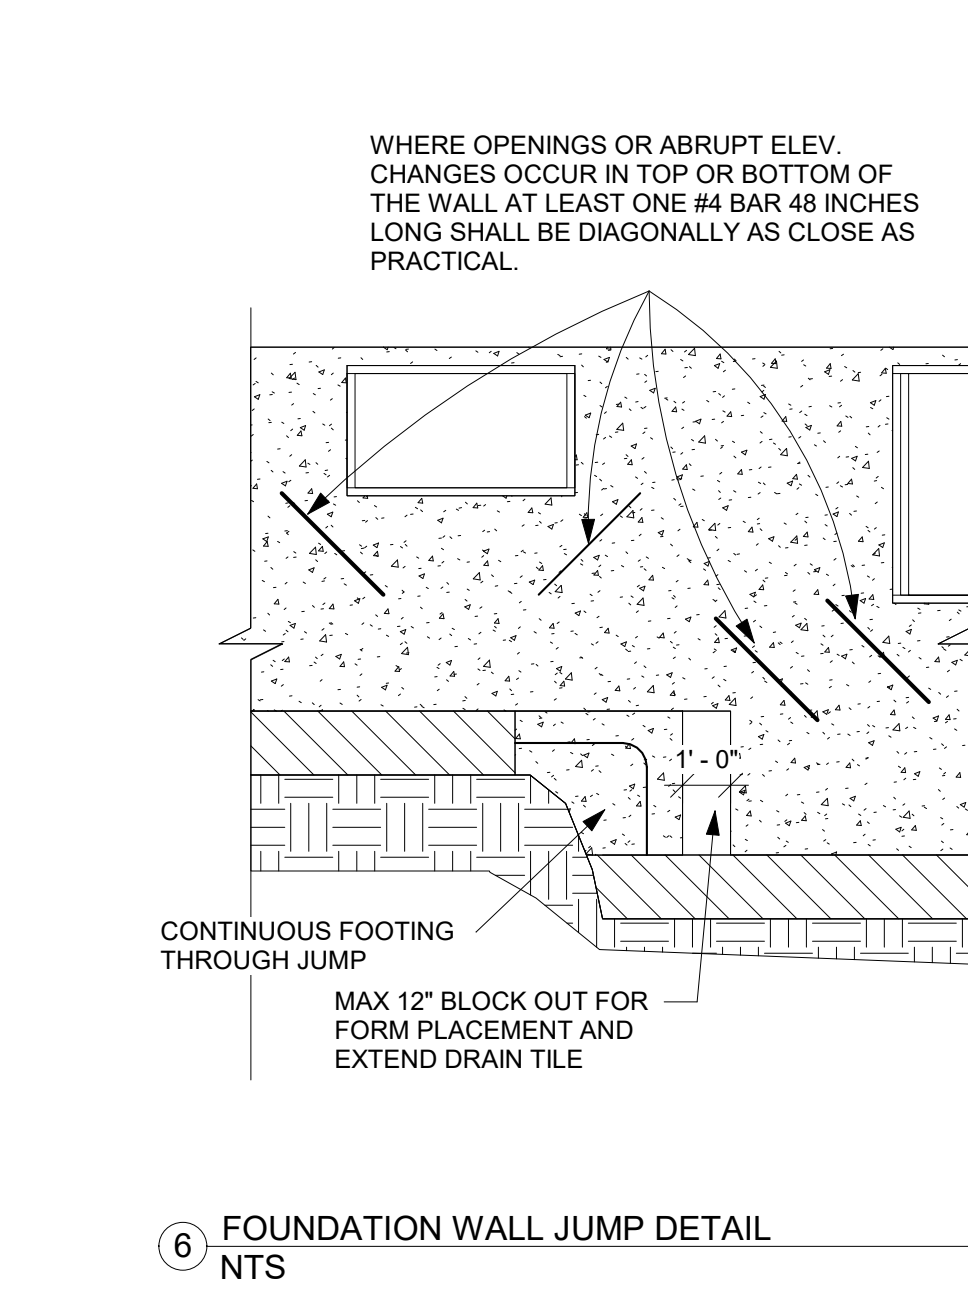 WHERE OPENINGS OR ABRUPT ELEV.
CHANGES OCCUR IN TOP OR BOTTOM OF
THE WALL AT LEAST ONE #4 BAR 48 INCHES
LONG SHALL BE DIAGONALLY AS CLOSE AS
PRACTICAL.
1' - 0"
CONTINUOUS FOOTING
THROUGH JUMP
MAX 12" BLOCK OUT FOR
FORM PLACEMENT AND
EXTEND DRAIN TILE
6
FOUNDATION WALL JUMP DETAIL
NTS